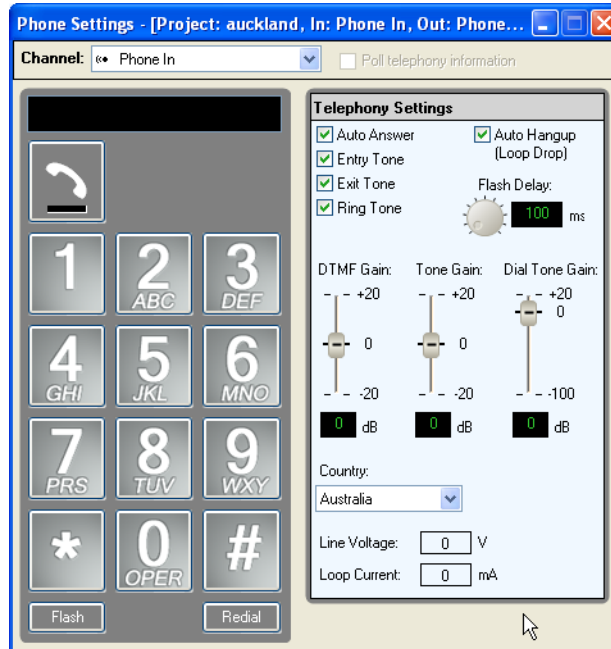 Phone Settings - [Project: auckland, In: Phone In, Out: Phone...
Channel: Phone In
Poll telephony information
1
2 ABC
3 DEF
4 GHI
5 JKL
6 MNO
7 PRS
8 TUV
9 WXY
*
0 OPER
#
Flash
Redial
Telephony Settings
Auto Answer
Auto Hangup
(Loop Drop)
Entry Tone
Exit Tone
Ring Tone
Flash Delay:
100 ms
DTMF Gain: Tone Gain: Dial Tone Gain:
+20 +20 +20
0
0 0
-20 -20 -100
0 dB 0 dB 0 dB
Country:
Australia
Line Voltage: 0 V
Loop Current: 0 mA